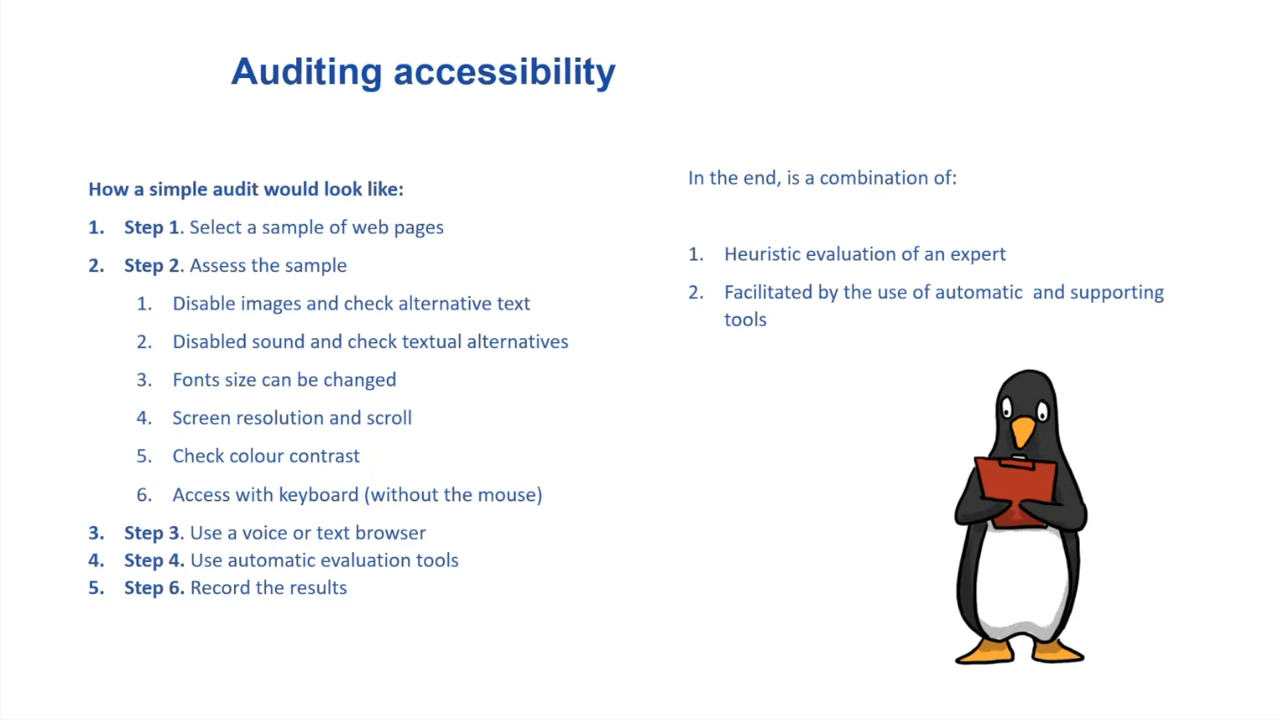 Auditing accessibility
How a simple audit would look like:
1. Step 1. Select a sample of web pages
2. Step 2. Assess the sample
1. Disable images and check alternative text
2. Disabled sound and check textual alternatives
3. Fonts size can be changed
4. Screen resolution and scroll
5. Check colour contrast
6. Access with keyboard (without the mouse)
3. Step 3. Use a voice or text browser
4. Step 4. Use automatic evaluation tools
5. Step 6. Record the results
In the end, is a combination of:
1. Heuristic evaluation of an expert
2. Facilitated by the use of automatic and supporting
tools